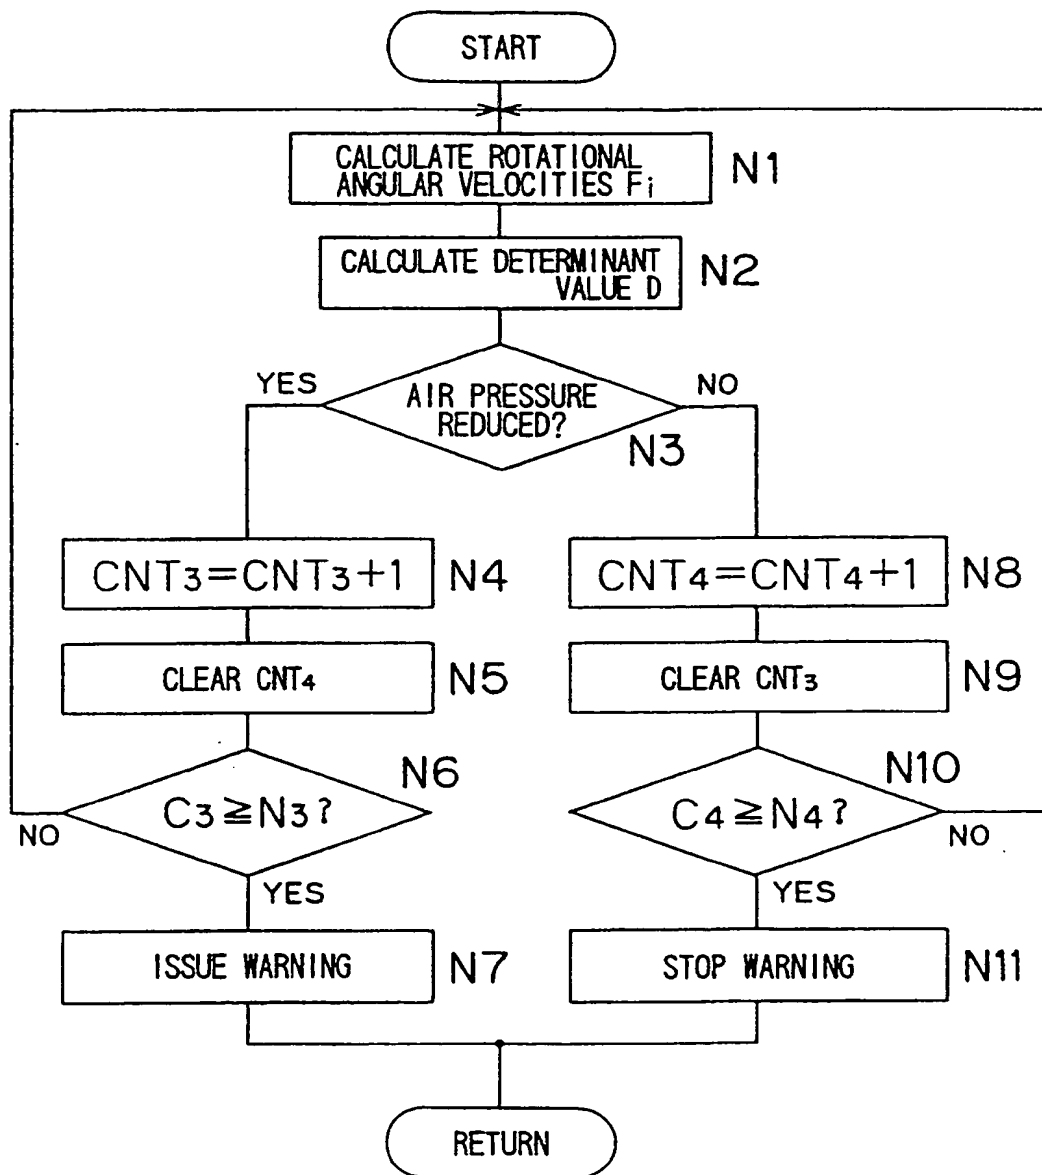 START
CALCULATE ROTATIONAL
ANGULAR VELOCITIES Fi
N1
CALCULATE DETERMINANT
VALUE D
N2
YES
AIR PRESSURE
REDUCED?
NO
N3
CNT3=CNT3+1
N4
CNT4=CNT4+1
N8
CLEAR CNT4
N5
CLEAR CNT3
N9
C3≧N3?
N6
NO
YES
C4≧N4?
N10
NO
YES
ISSUE WARNING
N7
STOP WARNING
N11
RETURN